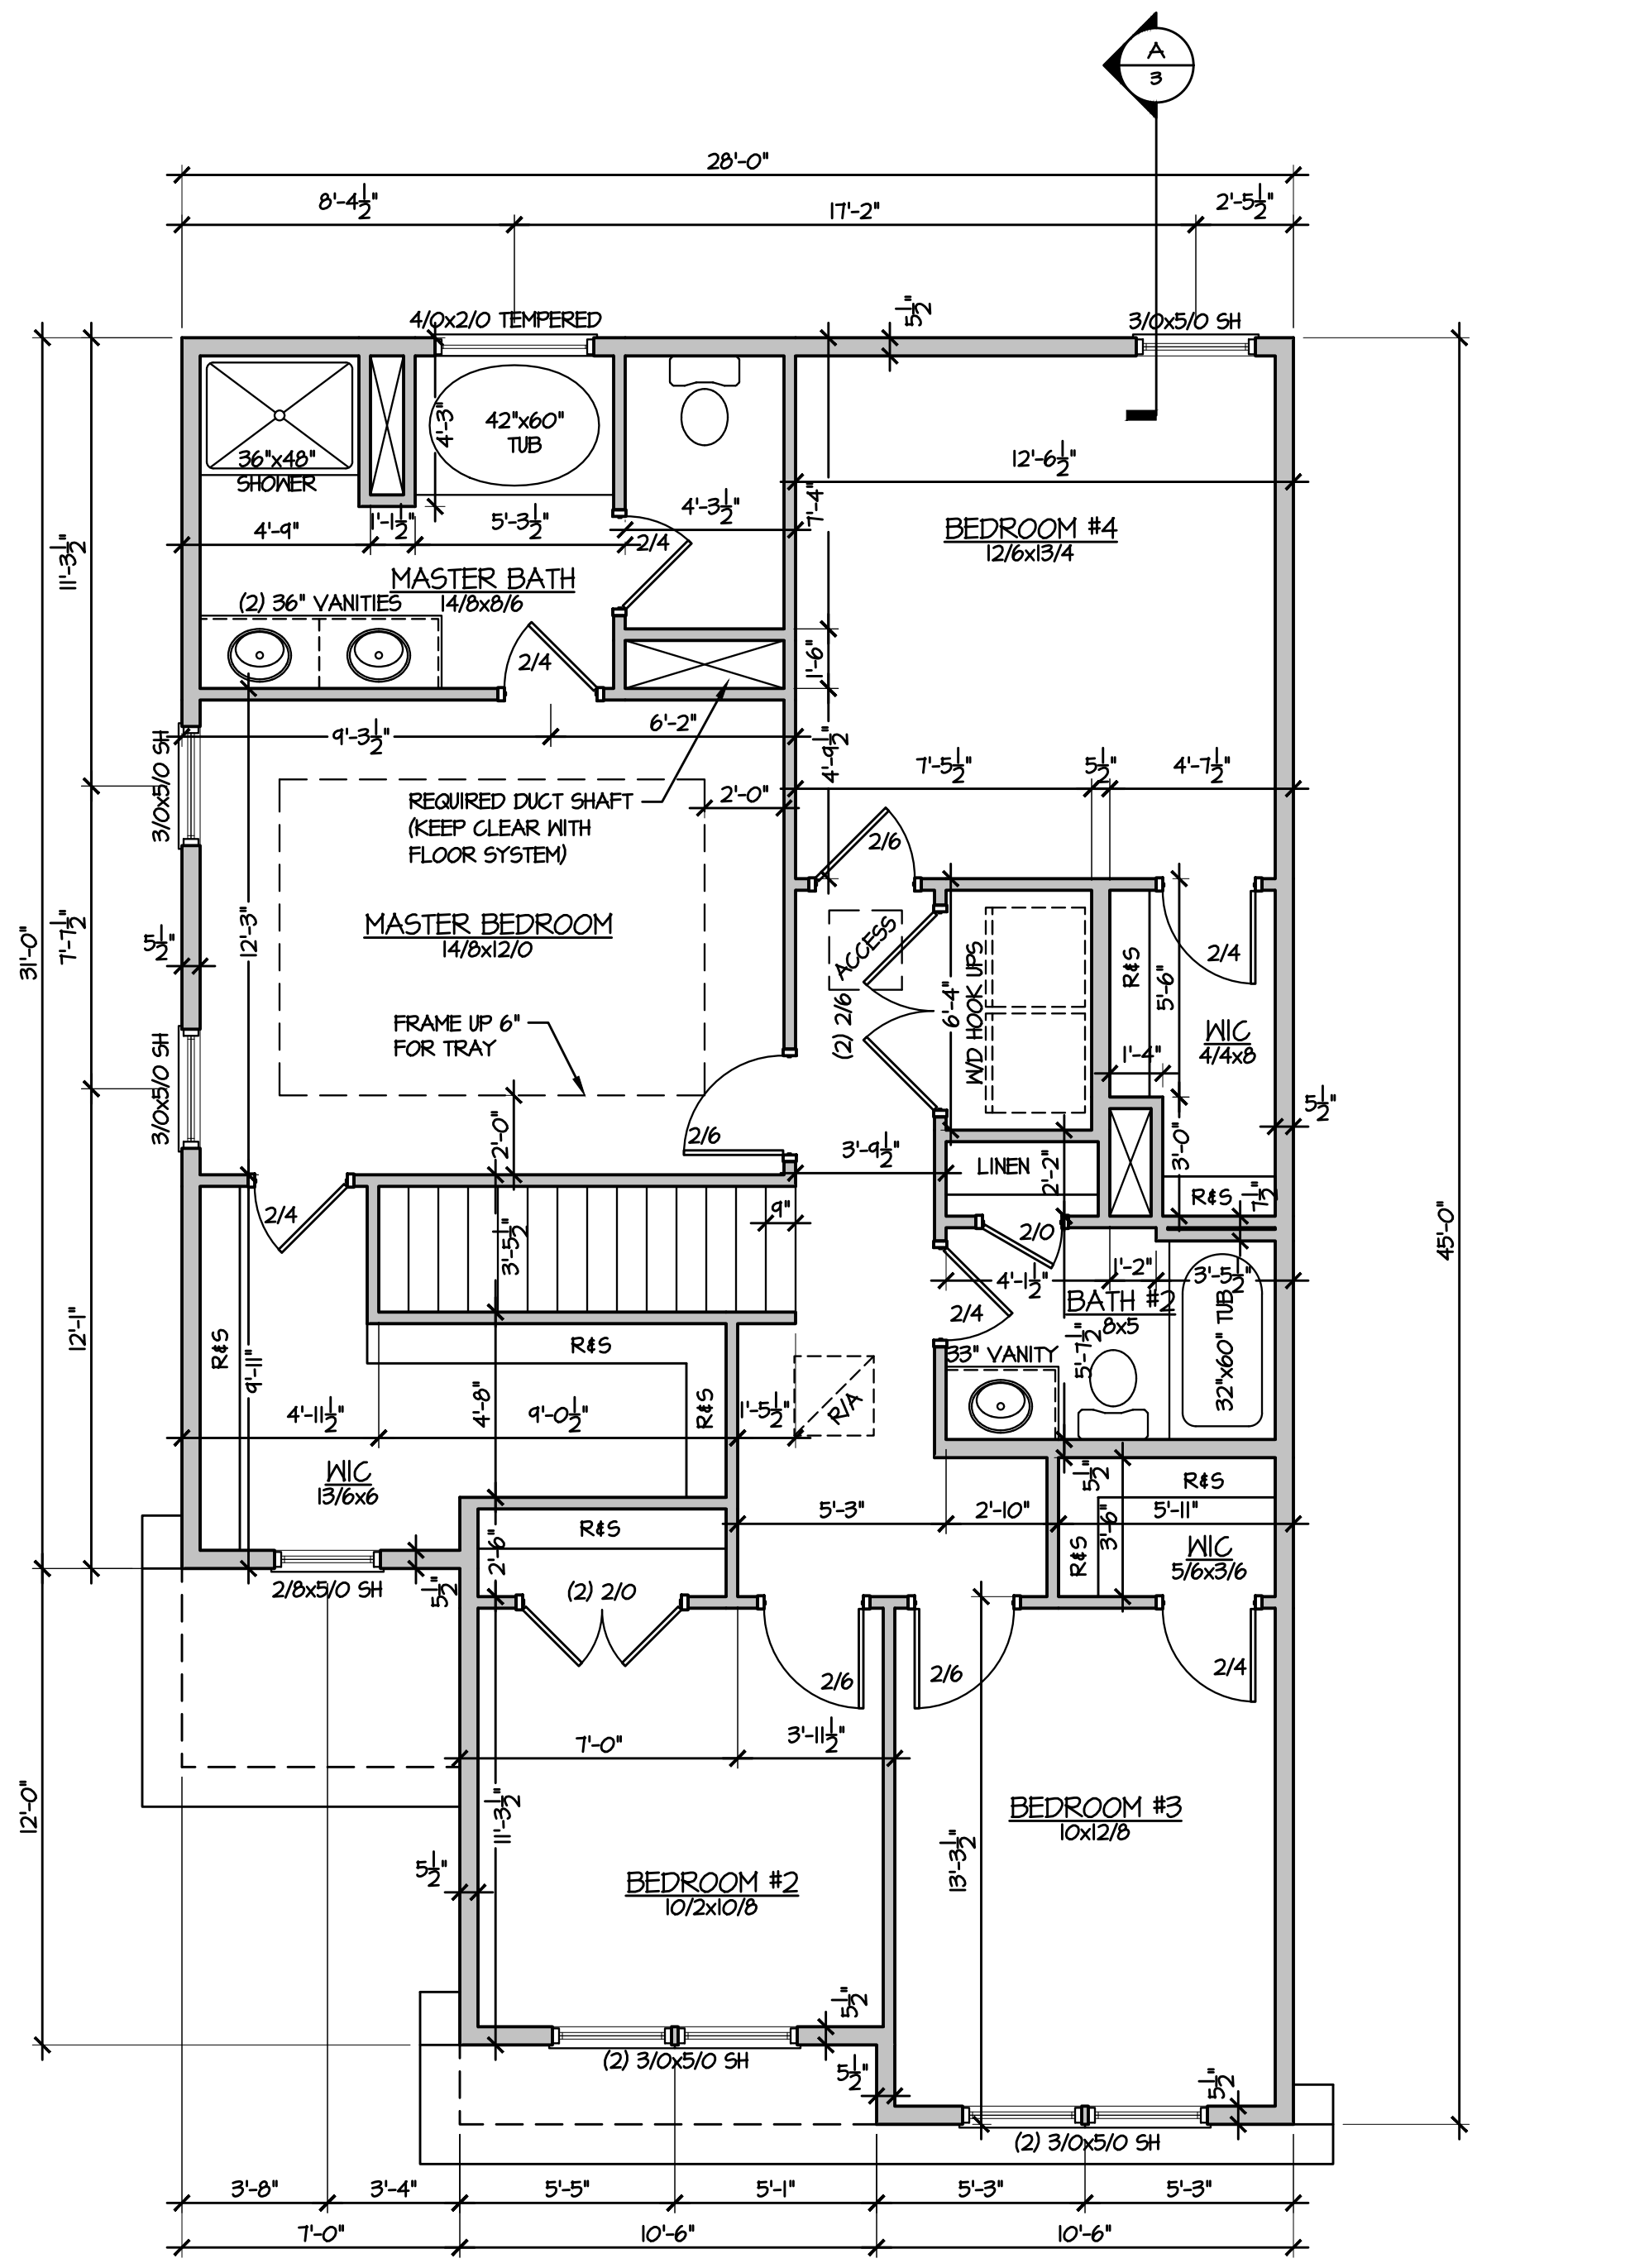 A
3
28'-0"
8'-4 1/2"
17'-2"
2'-5 1/2"
4/0x2/0 TEMPERED
5 1/2"
3/0x5/0 SH
36"x48"
SHOWER
4'-3"
42"x60"
TUB
4'-9"
1'-1 1/2"
5'-3 1/2"
4'-3 1/2"
7'-4"
12'-6 1/2"
BEDROOM #4
12/6x13/4
2/4
MASTER BATH
14/8x8/6
(2) 36" VANITIES
2/4
1'-6"
11'-3 1/2"
9'-3 1/2"
6'-2"
4'-9 1/2"
3/0x5/0 SH
7'-5 1/2"
5 1/2"
4'-7 1/2"
2'-0"
REQUIRED DUCT SHAFT
(KEEP CLEAR WITH
FLOOR SYSTEM)
2/6
31'-0"
7'-7 1/2"
5 1/2"
12'-3"
MASTER BEDROOM
14/8x12/0
ACCESS
(2) 2/6
6'-4"
W/D HOOK UPS
R&S
5'-6"
2/4
WIC
4/4x8
1'-4"
FRAME UP 6"
FOR TRAY
3/0x5/0 SH
2'-0"
2/6
3'-9 1/2"
LINEN
2'-2"
3'-0"
5 1/2"
R&S
7 1/2"
2/4
3'-5 1/2"
9"
2/0
45'-0"
4'-1 1/2"
1'-2"
3'-5 1/2"
2/4
BATH #2
8x5
12'-1"
R&S
9'-11"
R&S
33" VANITY
5'-7 1/2"
32"x60" TUB
4'-11 1/2"
4'-8"
9'-0 1/2"
R&S
1'-5 1/2"
R/A
WIC
13/6x6
5 1/2"
R&S
5'-3"
2'-10"
5'-11"
R&S
2'-6"
R&S
3'-6"
WIC
5/6x3/6
2/8x5/0 SH
5 1/2"
(2) 2/0
2/6
2/6
2/4
7'-0"
3'-11 1/2"
12'-0"
11'-3 1/2"
BEDROOM #3
10x12/8
13'-3 1/2"
5 1/2"
BEDROOM #2
10/2x10/8
5 1/2"
(2) 3/0x5/0 SH
5 1/2"
5 1/2"
(2) 3/0x5/0 SH
3'-8"
3'-4"
5'-5"
5'-1"
5'-3"
5'-3"
7'-0"
10'-6"
10'-6"